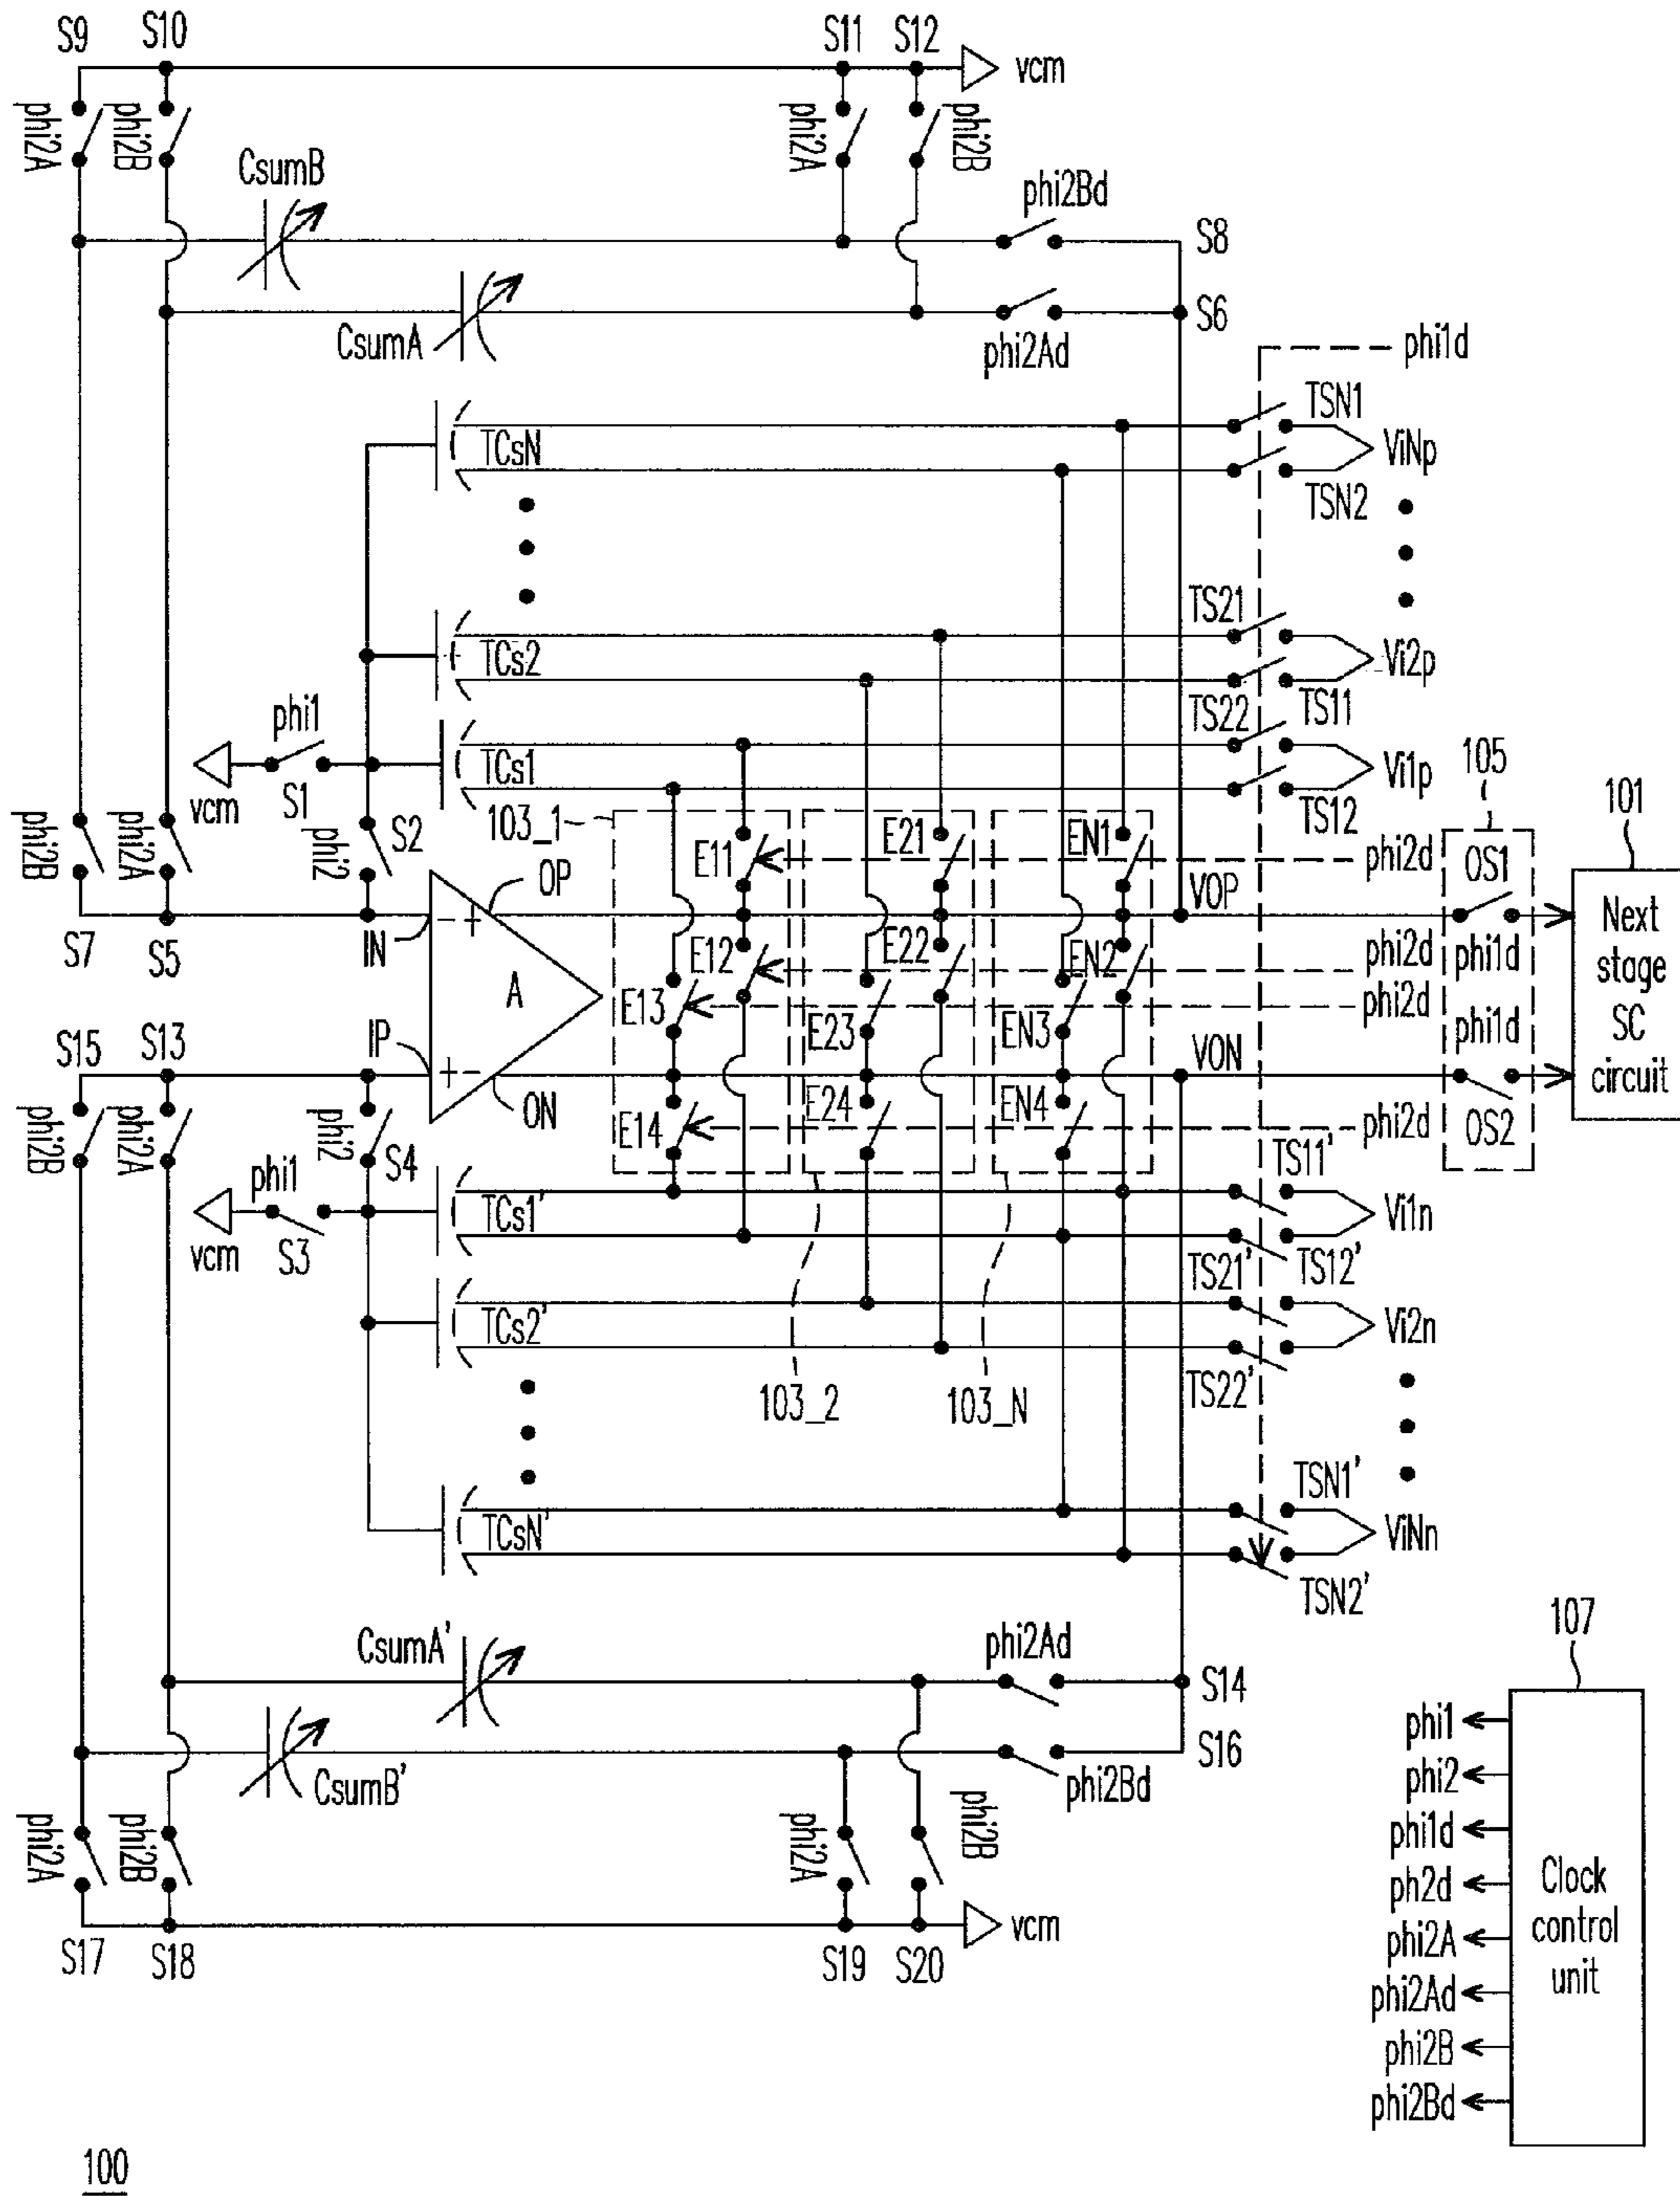 S9 S10 S11 S12
vcm
phi2A phi2B phi2A phi2B
CsumB
phi2Bd
S8
CsumA
phi2Ad
S6
phi1d
TCsN
TSN1
ViNp
TSN2
TCs2
TS21
Vi2p
TS22
TS11
phi1
TCs1
Vi1p
vcm
S1
TS12
105
101
103_1
phi2B phi2A
phi2
S2
E11 E21 EN1
phi2d
OS1
OP
VOP
S7 S5
IN
E12 E22 EN2
phi2d
phi1d
Next
stage
SC
circuit
A
E13 E23 EN3
phi2d
phi1d
S15 S13
IP
VON
ON
phi2B phi2A
phi2
S4
E14 E24 EN4
phi2d
OS2
phi1
TCs1'
TS11'
Vi1n
vcm
S3
TS21'
TS12'
TCs2'
Vi2n
TS22'
103_2 103_N
TSN1'
TCsN'
ViNn
TSN2'
107
CsumA'
phi2Ad
S14
CsumB'
phi2Bd
S16
phi2A phi2B phi2A phi2B
S17 S18 S19 S20
vcm
phi1
phi2
phi1d
ph2d
phi2A
phi2Ad
phi2B
phi2Bd
Clock
control
unit
100
- +
+ -